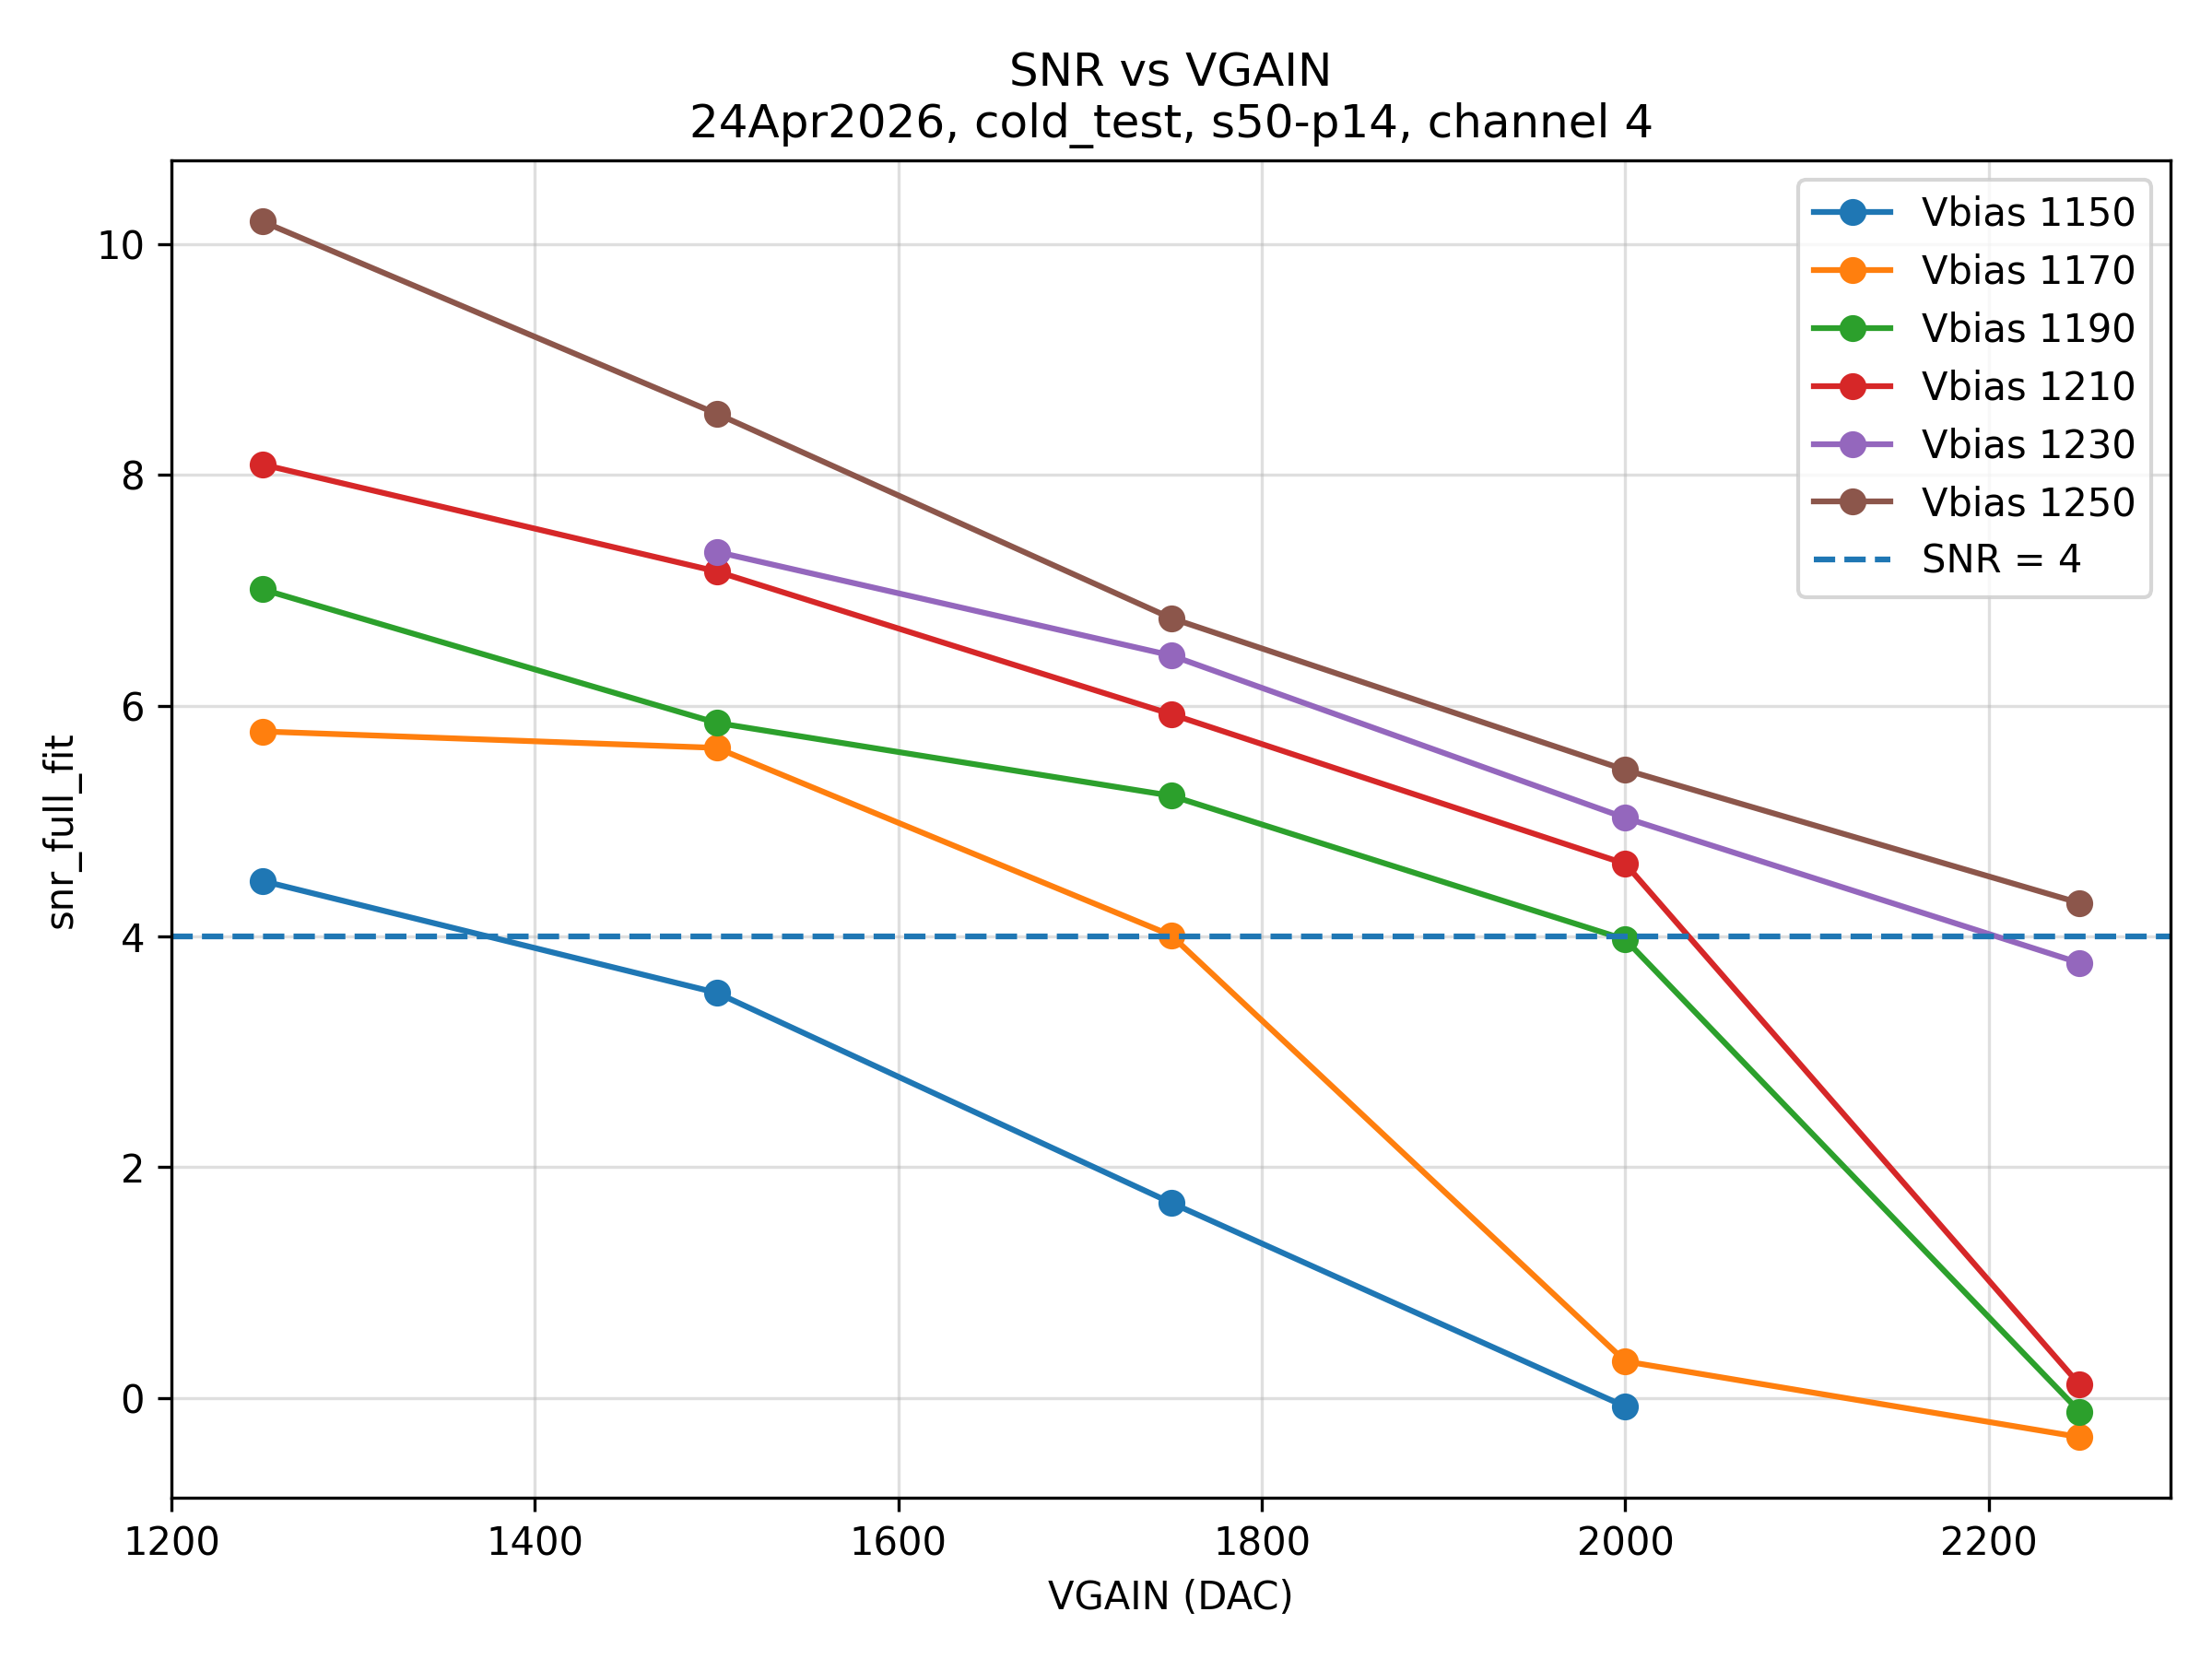 SNR vs VGAIN
24Apr2026, cold_test, s50-p14, channel 4
snr_full_fit
10
8
6
4
2
0
Vbias 1150
Vbias 1170
Vbias 1190
Vbias 1210
Vbias 1230
Vbias 1250
SNR = 4
1200 1400 1600 1800 2000 2200
VGAIN (DAC)